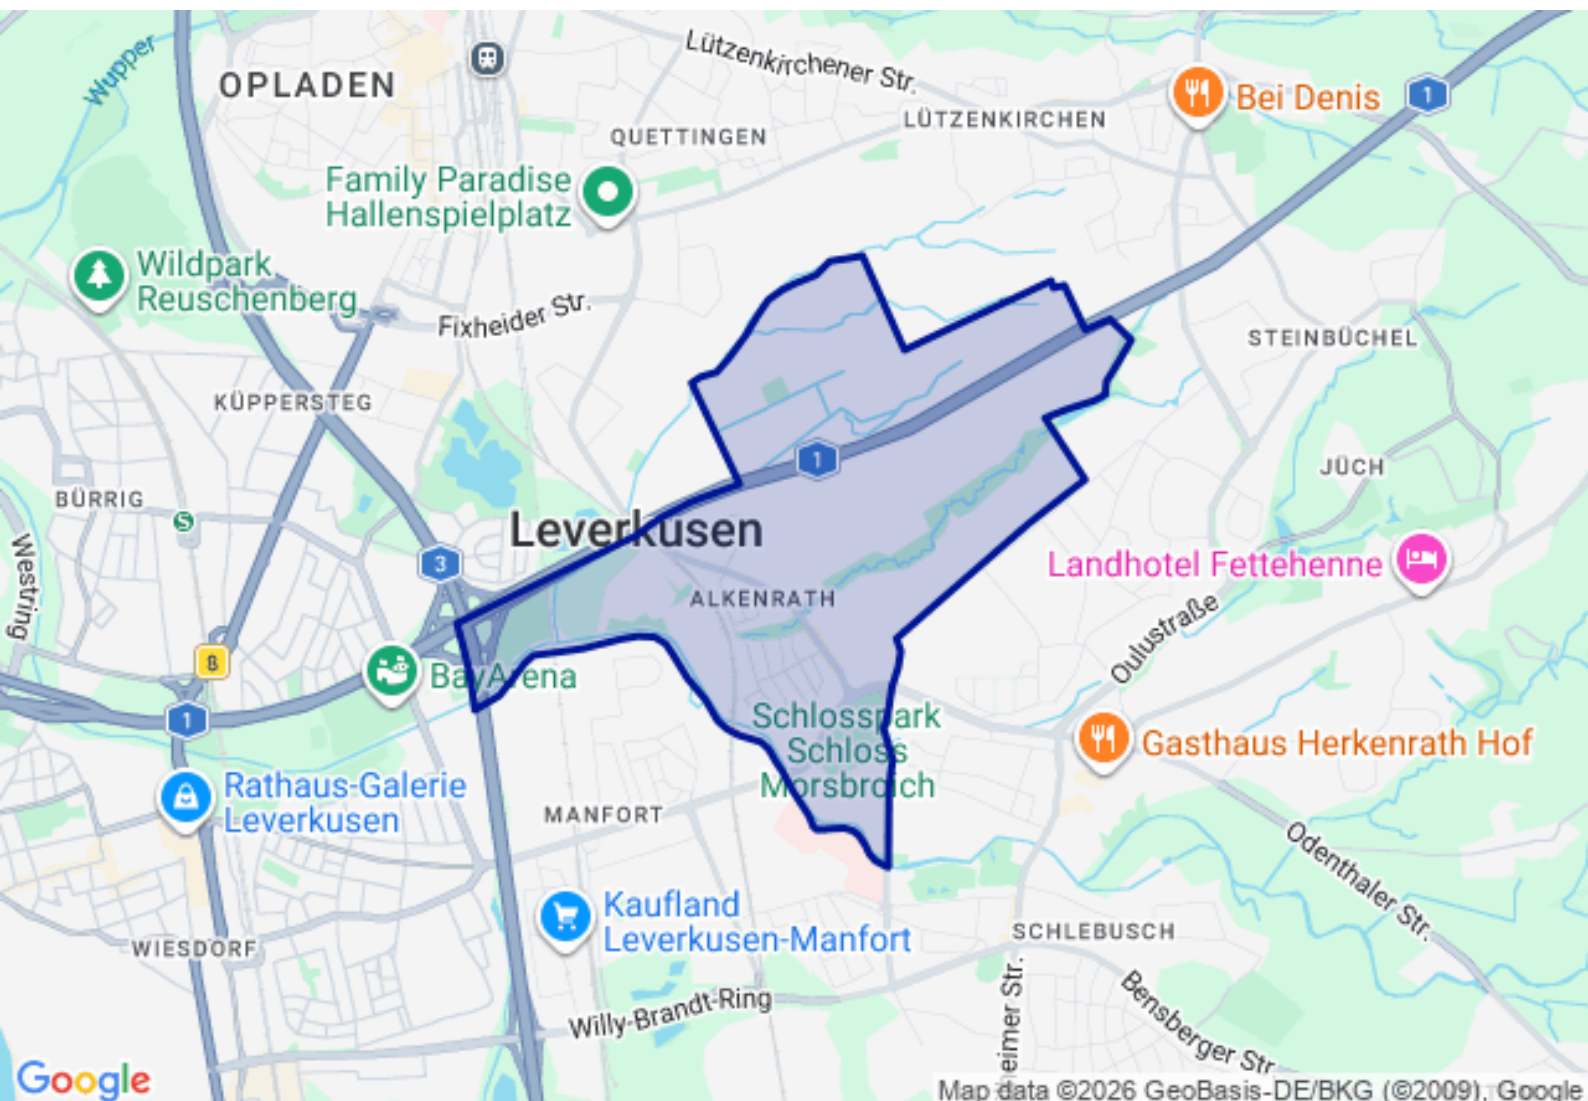 Wupper
OPLADEN
Lützenkirchener Str.
Bei Denis
1
QUETTINGEN
LÜTZENKIRCHEN
Family Paradise
Hallenspielplatz
Wildpark
Reuschenberg
Fixheider Str.
STEINBÜCHEL
KÜPPERSTEG
1
JÜCH
BÜRRIG
S
Leverkusen
Westring
3
Landhotel Fettehenne
ALKENRATH
Oulustraße
8
BayArena
1
Schlosspark
Schloss
Morsbroich
Gasthaus Herkenrath Hof
Rathaus-Galerie
Leverkusen
MANFORT
Odenthaler Str.
Kaufland
Leverkusen-Manfort
WIESDORF
SCHLEBUSCH
Willy-Brandt-Ring
eimer Str.
Bensberger Str
Google
Map data ©2026 GeoBasis-DE/BKG (©2009), Google